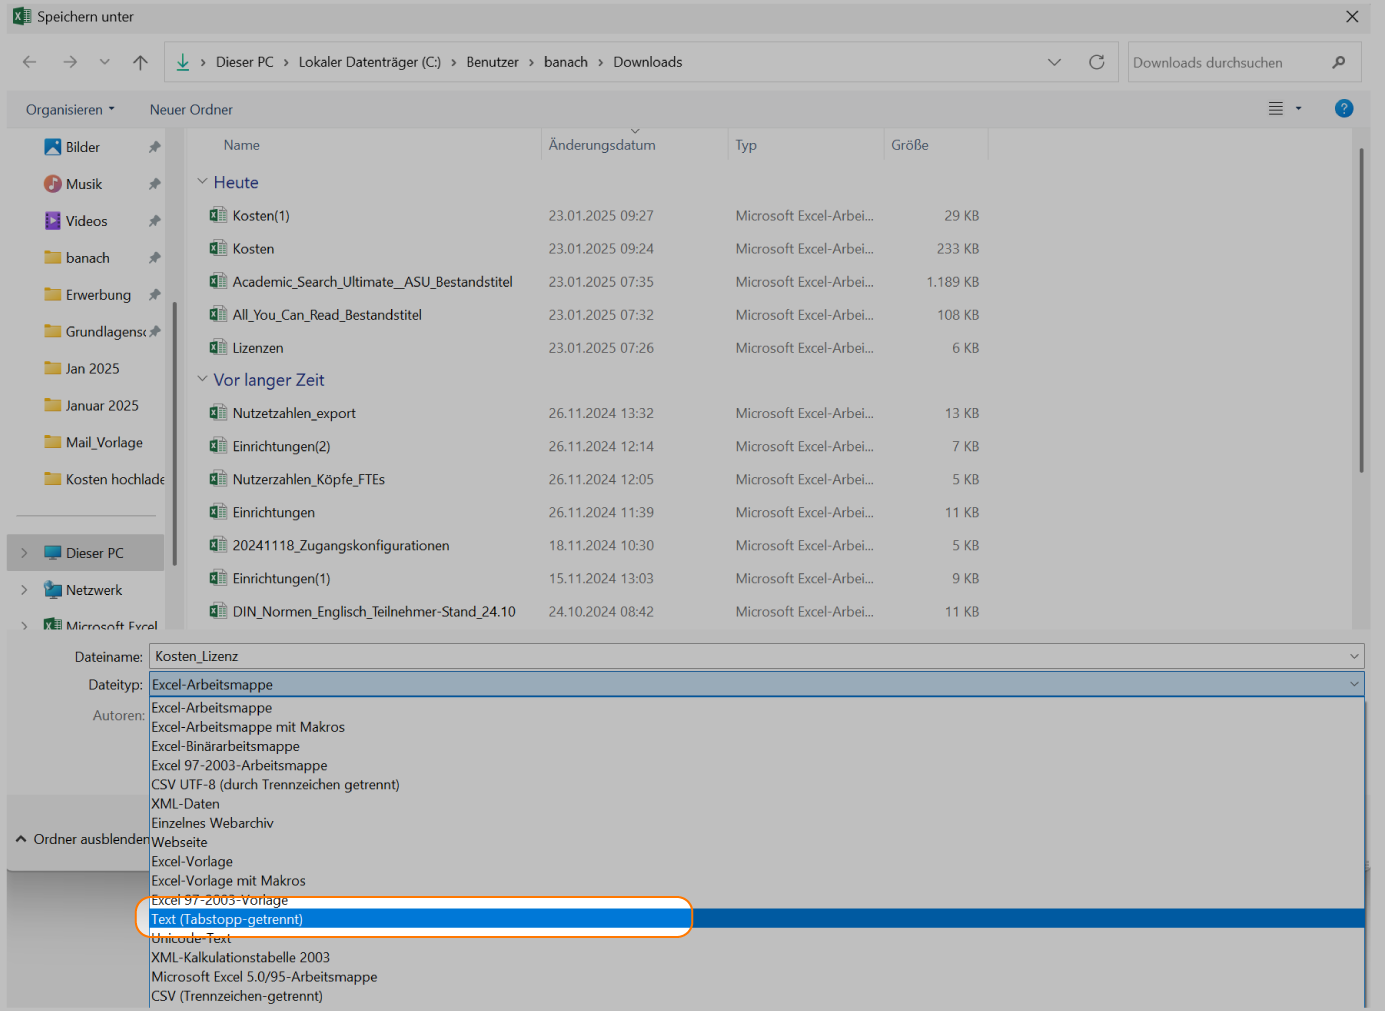 Speichern unter
Dieser PC > Lokaler Datenträger (C:) > Benutzer > banach > Downloads
Downloads durchsuchen
Organisieren Neuer Ordner
Name Änderungsdatum Typ Größe
Bilder
Musik
Videos
banach
Erwerbung
Grundlagensc
Jan 2025
Januar 2025
Mail_Vorlage
Kosten hochlade
Dieser PC
Netzwerk
Microsoft Excel
Heute
Kosten(1) 23.01.2025 09:27 Microsoft Excel-Arbei... 29 KB
Kosten 23.01.2025 09:24 Microsoft Excel-Arbei... 233 KB
Academic_Search_Ultimate__ASU_Bestandstitel 23.01.2025 07:35 Microsoft Excel-Arbei... 1.189 KB
All_You_Can_Read_Bestandstitel 23.01.2025 07:32 Microsoft Excel-Arbei... 108 KB
Lizenzen 23.01.2025 07:26 Microsoft Excel-Arbei... 6 KB
Vor langer Zeit
Nutzetzahlen_export 26.11.2024 13:32 Microsoft Excel-Arbei... 13 KB
Einrichtungen(2) 26.11.2024 12:14 Microsoft Excel-Arbei... 7 KB
Nutzerzahlen_Köpfe_FTEs 26.11.2024 12:05 Microsoft Excel-Arbei... 5 KB
Einrichtungen 26.11.2024 11:39 Microsoft Excel-Arbei... 11 KB
20241118_Zugangskonfigurationen 18.11.2024 10:30 Microsoft Excel-Arbei... 5 KB
Einrichtungen(1) 15.11.2024 13:03 Microsoft Excel-Arbei... 9 KB
DIN_Normen_Englisch_Teilnehmer-Stand_24.10 24.10.2024 08:42 Microsoft Excel-Arbei... 11 KB
Dateiname: Kosten_Lizenz
Dateityp: Excel-Arbeitsmappe
Autoren:
Excel-Arbeitsmappe
Excel-Arbeitsmappe mit Makros
Excel-Binärarbeitsmappe
Excel 97-2003-Arbeitsmappe
CSV UTF-8 (durch Trennzeichen getrennt)
XML-Daten
Einzelnes Webarchiv
Webseite
Excel-Vorlage
Excel-Vorlage mit Makros
Excel 97-2003-Vorlage
Text (Tabstopp-getrennt)
Unicode-Text
XML-Kalkulationstabelle 2003
Microsoft Excel 5.0/95-Arbeitsmappe
CSV (Trennzeichen-getrennt)
Ordner ausblenden